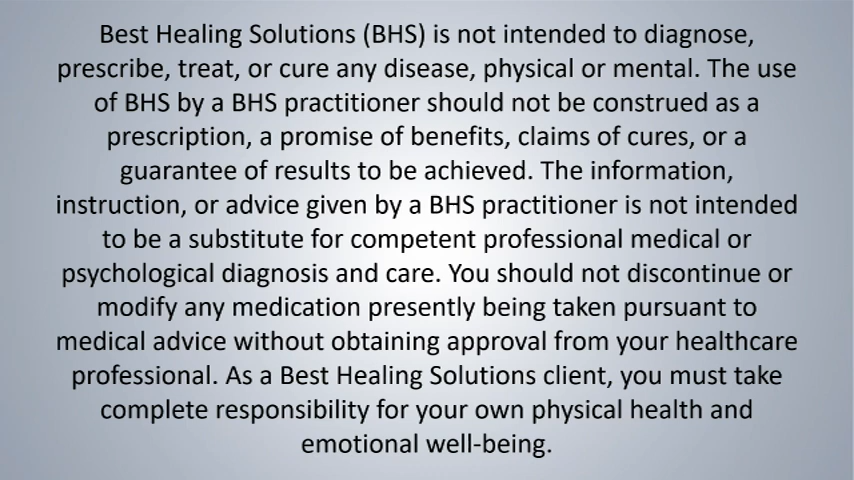 Best Healing Solutions (BHS) is not intended to diagnose,
prescribe, treat, or cure any disease, physical or mental. The use
of BHS by a BHS practitioner should not be construed as a
prescription, a promise of benefits, claims of cures, or a
guarantee of results to be achieved. The information,
instruction, or advice given by a BHS practitioner is not intended
to be a substitute for competent professional medical or
psychological diagnosis and care. You should not discontinue or
modify any medication presently being taken pursuant to
medical advice without obtaining approval from your healthcare
professional. As a Best Healing Solutions client, you must take
complete responsibility for your own physical health and
emotional well-being.